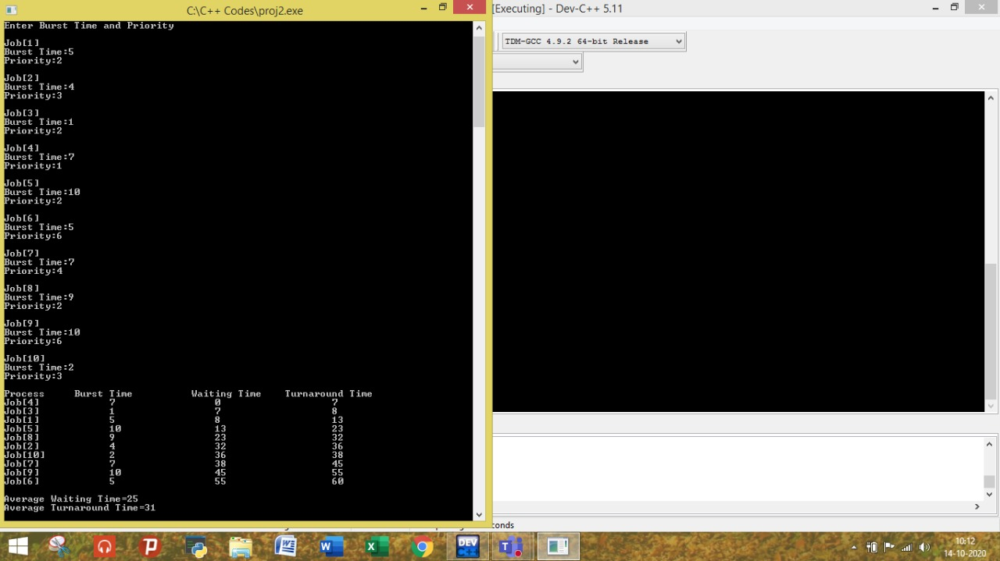 C:\C++ Codes\proj2.exe
[Executing] - Dev-C++ 5.11
TDM-GCC 4.9.2 64-bit Release
Enter Burst Time and Priority
Job[1]
Burst Time:5
Priority:2
Job[2]
Burst Time:4
Priority:3
Job[3]
Burst Time:1
Priority:2
Job[4]
Burst Time:7
Priority:1
Job[5]
Burst Time:10
Priority:2
Job[6]
Burst Time:5
Priority:6
Job[7]
Burst Time:7
Priority:4
Job[8]
Burst Time:9
Priority:2
Job[9]
Burst Time:10
Priority:6
Job[10]
Burst Time:2
Priority:3
Process Burst Time Waiting Time Turnaround Time
Job[4] 7 0 7
Job[3] 1 7 8
Job[1] 5 8 13
Job[5] 10 13 23
Job[8] 9 23 32
Job[2] 4 32 36
Job[10] 2 36 38
Job[7] 7 38 45
Job[9] 10 45 55
Job[6] 5 55 60
Average Waiting Time=25
Average Turnaround Time=31
conds
DEV C++
10:12
14-10-2020